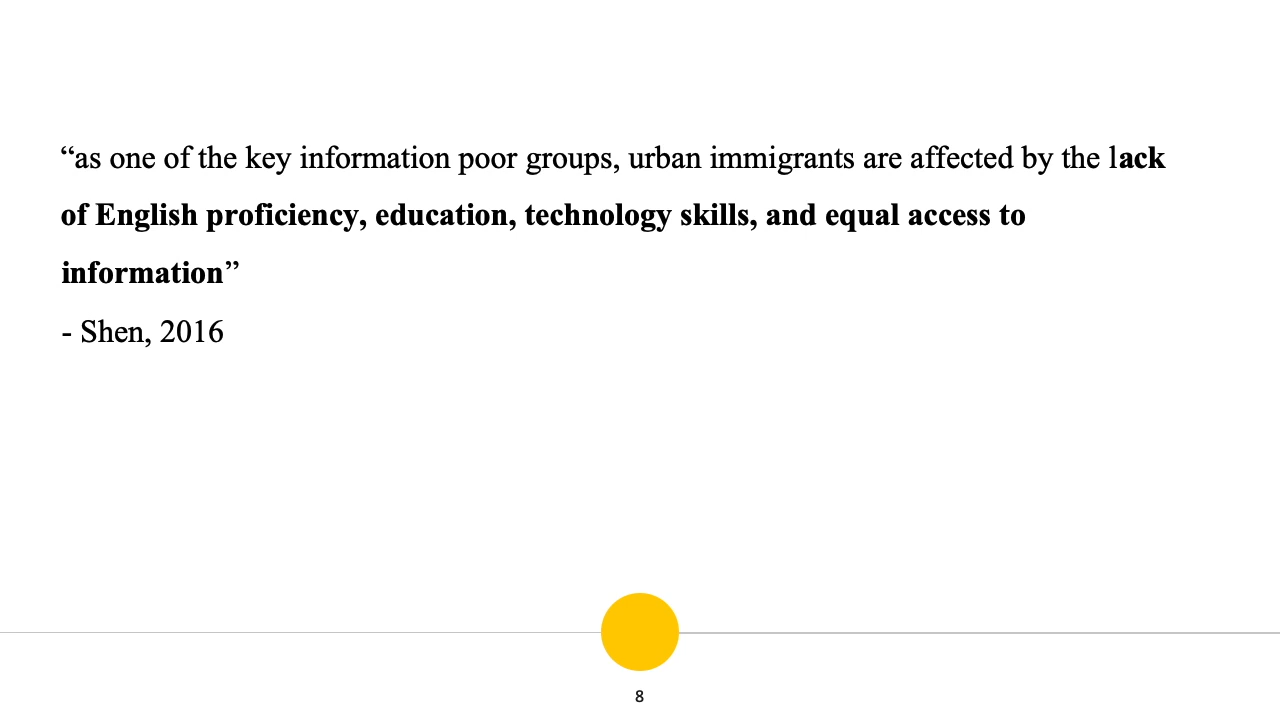 “as one of the key information poor groups, urban immigrants are affected by the lack
of English proficiency, education, technology skills, and equal access to
information”
- Shen, 2016
8